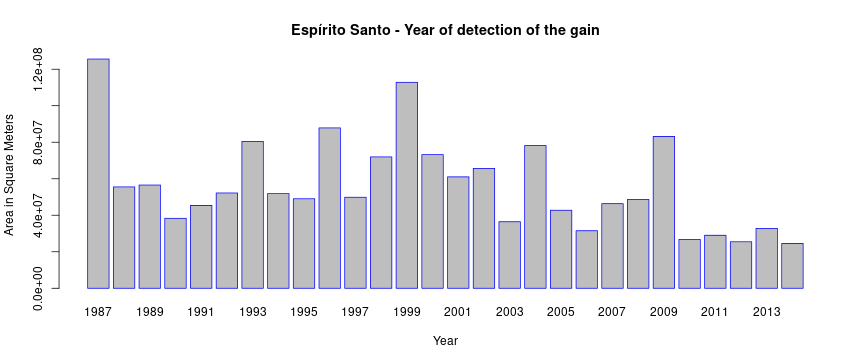 Espírito Santo - Year of detection of the gain
Area in Square Meters
1.2e+08
8.0e+07
4.0e+07
0.0e+00
1987 1989 1991 1993 1995 1997 1999 2001 2003 2005 2007 2009 2011 2013
Year